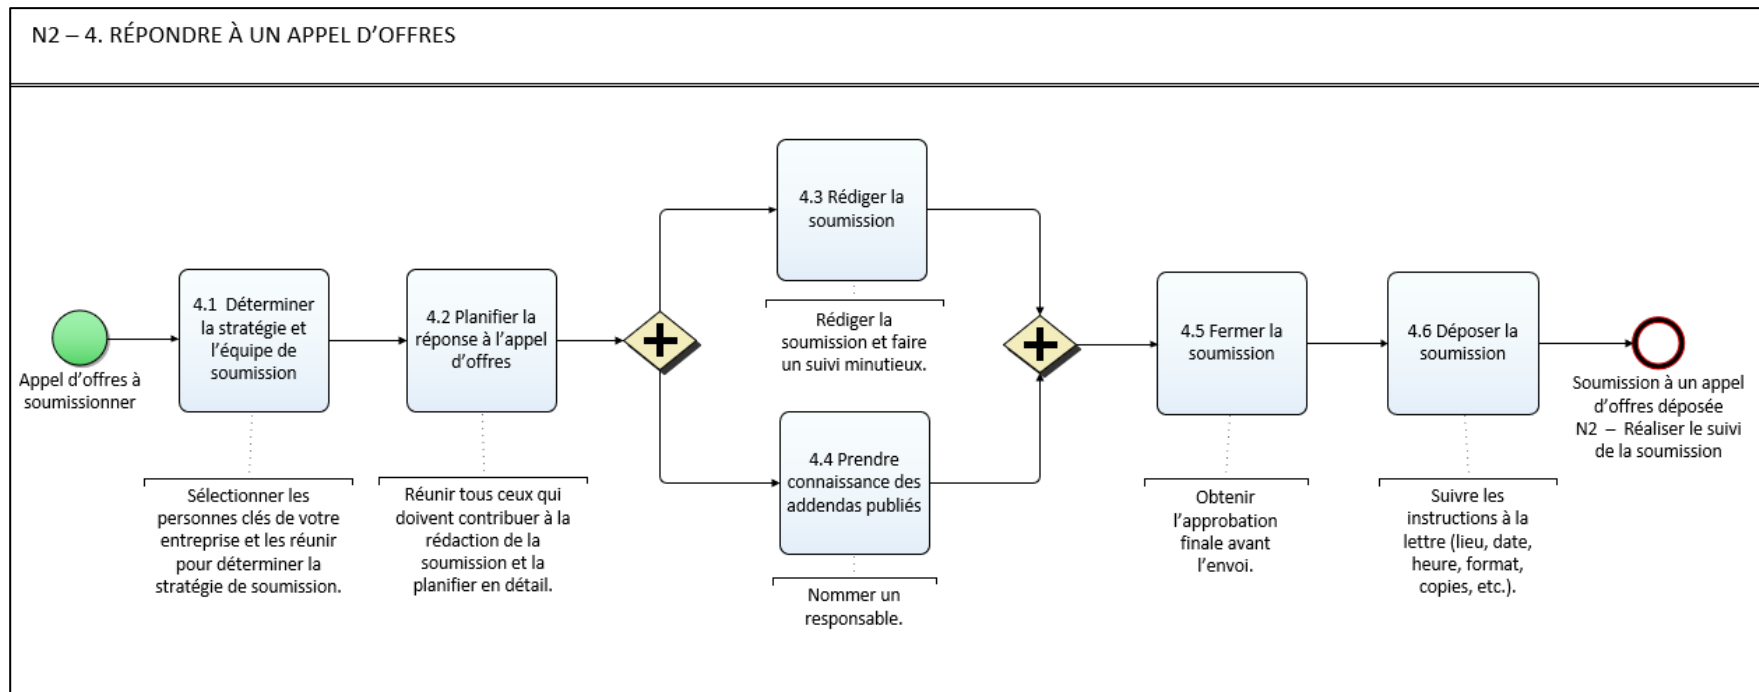 N2 – 4. RÉPONDRE À UN APPEL D'OFFRES
Appel d'offres à
soumissionner
4.1 Déterminer
la stratégie et
l'équipe de
soumission
Sélectionner les
personnes clés de votre
entreprise et les réunir
pour déterminer la
stratégie de soumission.
4.2 Planifier la
réponse à l'appel
d'offres
Réunir tous ceux qui
doivent contribuer à la
rédaction de la
soumission et la
planifier en détail.
4.3 Rédiger la
soumission
Rédiger la
soumission et faire
un suivi minutieux.
4.4 Prendre
connaissance des
addendas publiés
Nommer un
responsable.
4.5 Fermer la
soumission
Obtenir
l'approbation
finale avant
l'envoi.
4.6 Déposer la
soumission
Suivre les
instructions à la
lettre (lieu, date,
heure, format,
copies, etc.).
Soumission à un appel
d'offres déposée
N2 – Réaliser le suivi
de la soumission